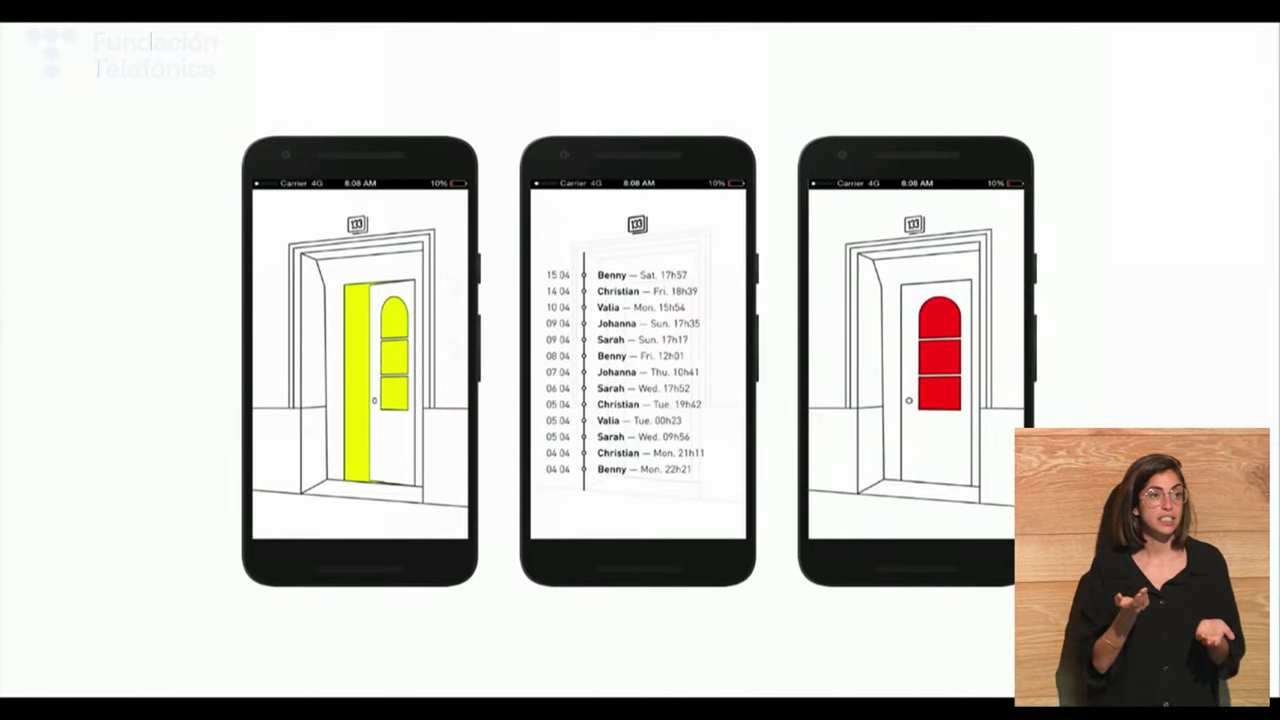 Fundación
Telefónica
Carrier 4G 8:08 AM 10%
133
Carrier 4G 8:08 AM 10%
133
15 04 Benny — Sat. 17h57
14 04 Christian — Fri. 18h39
10 04 Valia — Mon. 15h54
09 04 Johanna — Sun. 17h35
09 04 Sarah — Sun. 17h17
08 04 Benny — Fri. 12h01
07 04 Johanna — Thu. 10h41
06 04 Sarah — Wed. 17h52
05 04 Christian — Tue. 19h42
05 04 Valia — Tue. 00h23
05 04 Sarah — Wed. 09h56
04 04 Christian — Mon. 21h11
04 04 Benny — Mon. 22h21
Carrier 4G 8:08 AM 10%
133